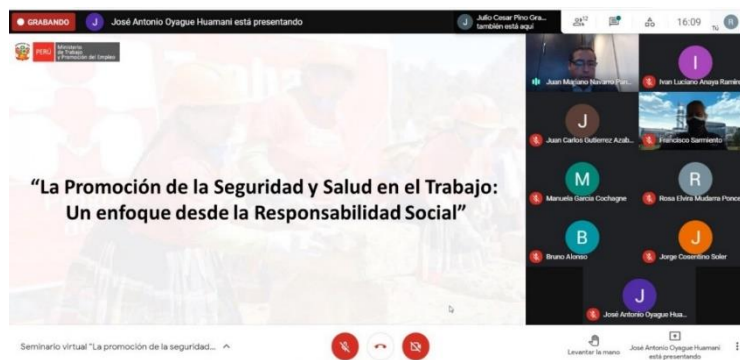 GRABANDO
J
José Antonio Oyague Huamani está presentando
J
Julio Cesar Pino Gra...
también está aquí
12
16:09
Tú
R
PERÚ
Ministerio
de Trabajo
y Promoción del Empleo
“La Promoción de la Seguridad y Salud en el Trabajo:
Un enfoque desde la Responsabilidad Social”
Juan Mariano Navarro Pan...
I
Ivan Luciano Anaya Ramire
J
Juan Carlos Gutierrez Azab...
Francisco Sarmiento
M
Manuela Garcia Cochagne
R
Rosa Elvira Mudarra Ponce
B
Bruno Alonso
J
Jorge Cosentino Soler
J
José Antonio Oyague Hua...
Seminario virtual "La promoción de la seguridad...
Levantar la mano
José Antonio Oyague Huamani
está presentando